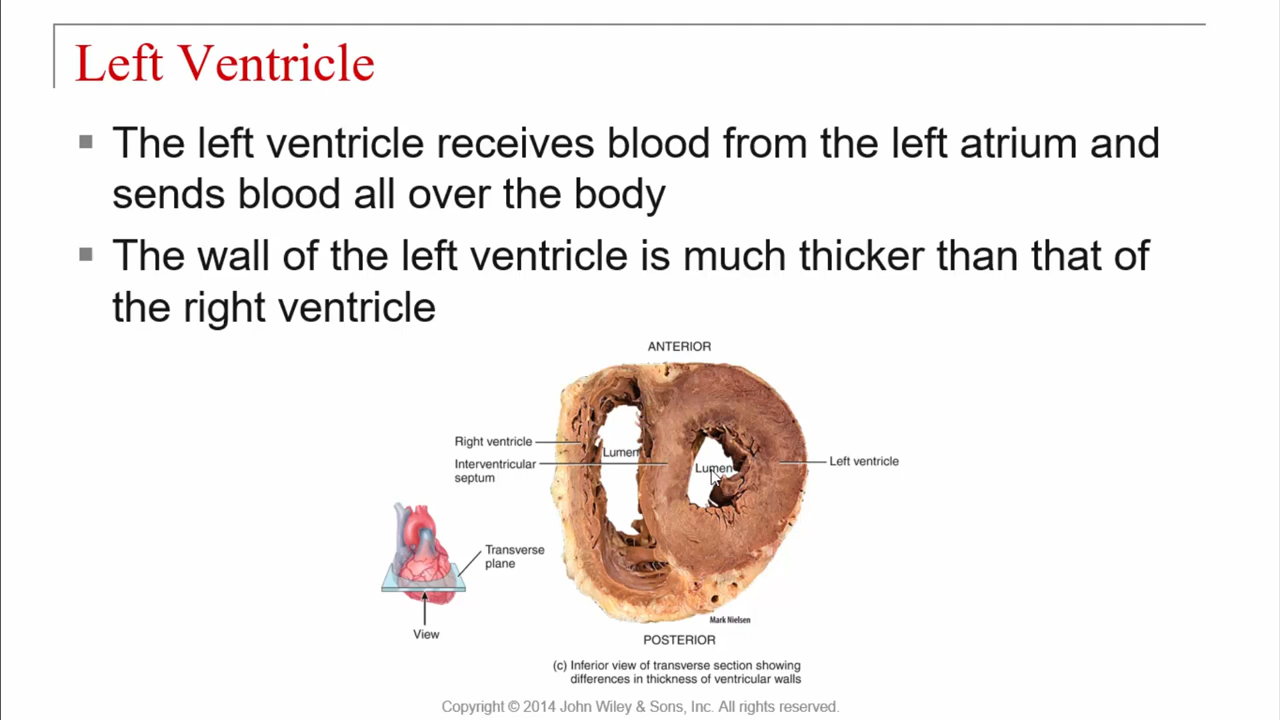 Left Ventricle
The left ventricle receives blood from the left atrium and
sends blood all over the body
The wall of the left ventricle is much thicker than that of
the right ventricle
ANTERIOR
Right ventricle
Lumen
Interventricular
septum
Lumen
Left ventricle
Transverse
plane
View
Mark Nielsen
POSTERIOR
(c) Inferior view of transverse section showing
differences in thickness of ventricular walls
Copyright © 2014 John Wiley & Sons, Inc. All rights reserved.